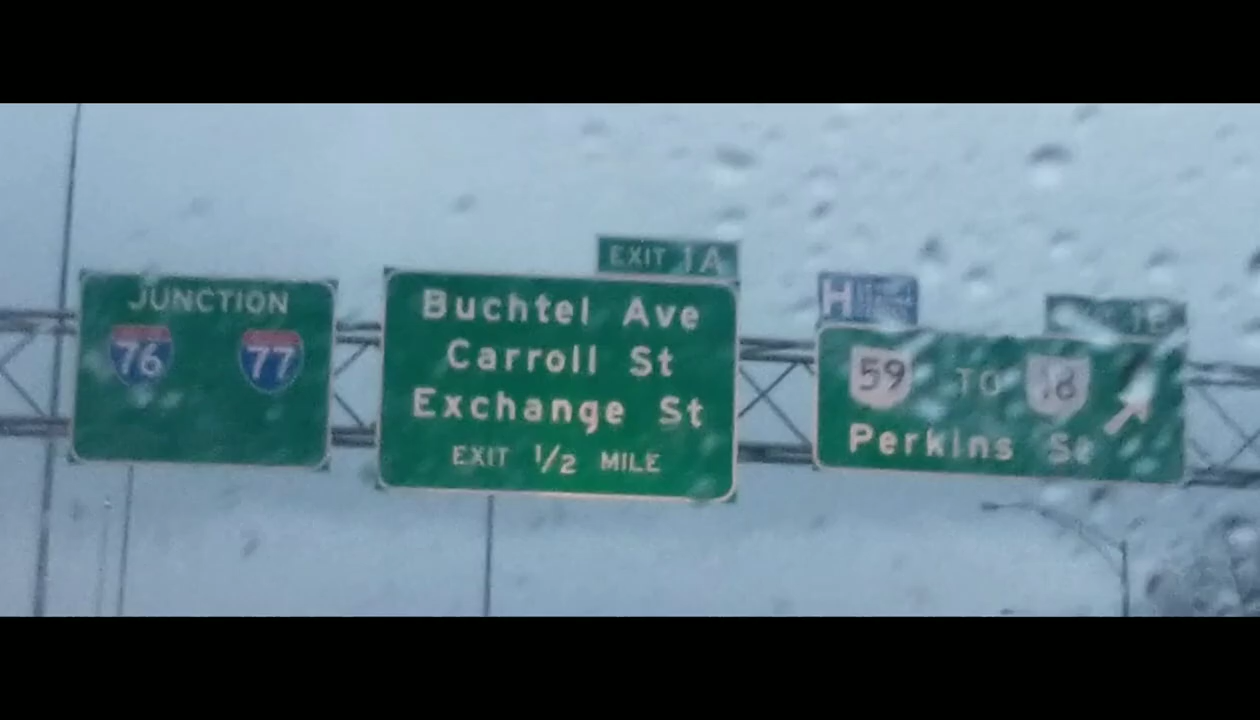 JUNCTION
76 77
EXIT 1A
Buchtel Ave
Carroll St
Exchange St
EXIT 1/2 MILE
H
59 TO 18
Perkins St